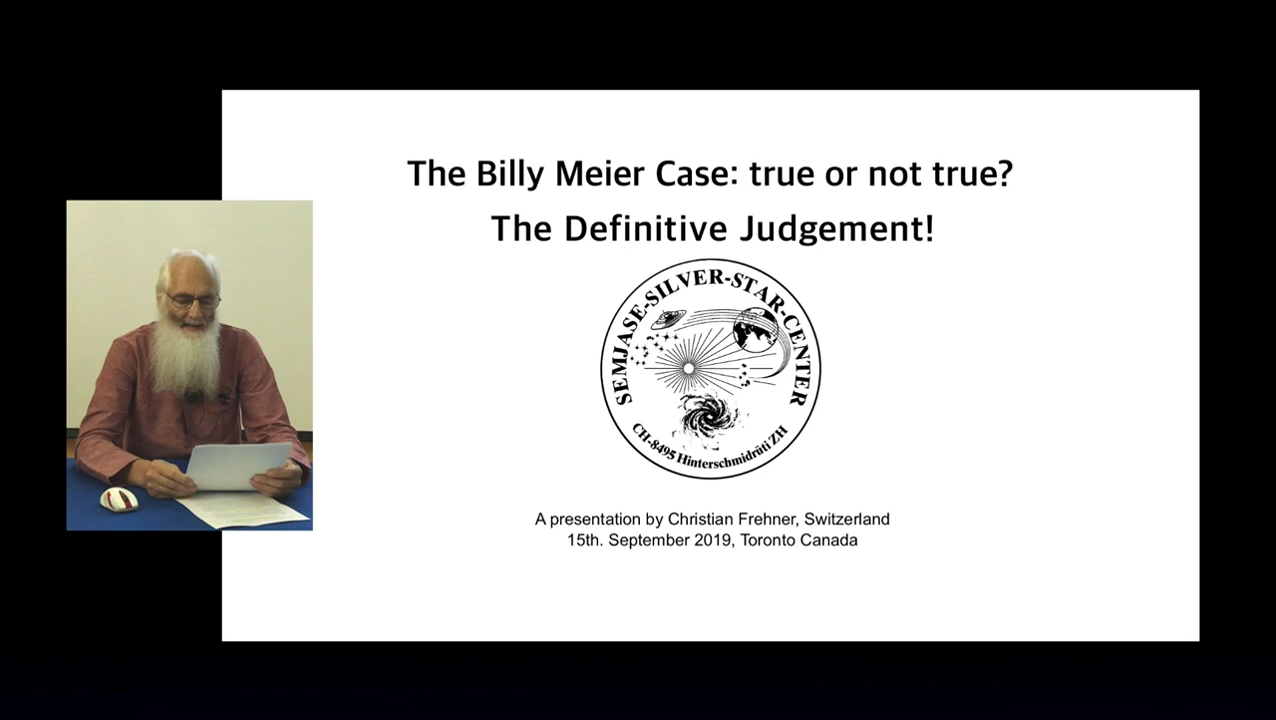 The Billy Meier Case: true or not true?
The Definitive Judgement!
SEMJASE-SILVER-STAR-CENTER
CH-8495 Hinterschmidrüti ZH
A presentation by Christian Frehner, Switzerland
15th. September 2019, Toronto Canada